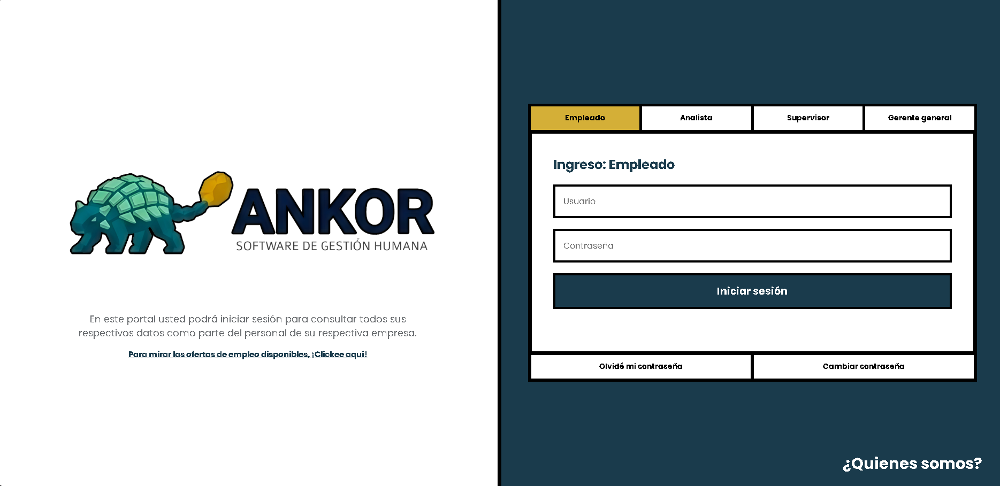 ANKOR
SOFTWARE DE GESTIÓN HUMANA
En este portal usted podrá iniciar sesión para consultar todos sus
respectivos datos como parte del personal de su respectiva empresa.
Para mirar las ofertas de empleo disponibles, ¡Clickee aquí!
Empleado
Analista
Supervisor
Gerente general
Ingreso: Empleado
Usuario
Contraseña
Iniciar sesión
Olvidé mi contraseña
Cambiar contraseña
¿Quienes somos?